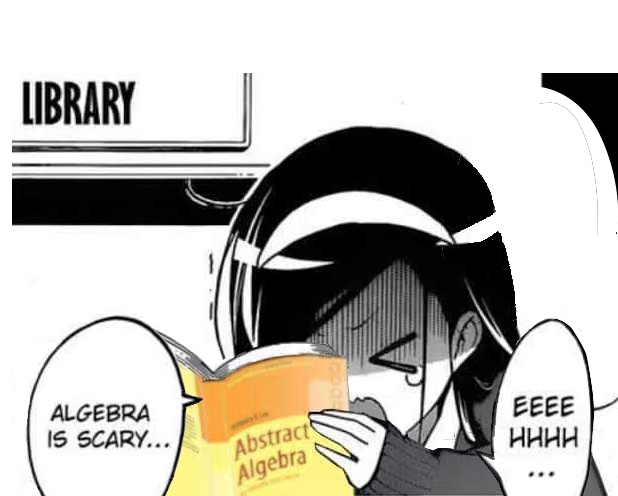 LIBRARY
ALGEBRA
IS SCARY...
Abstract
Algebra
EEEE
HHHH
...